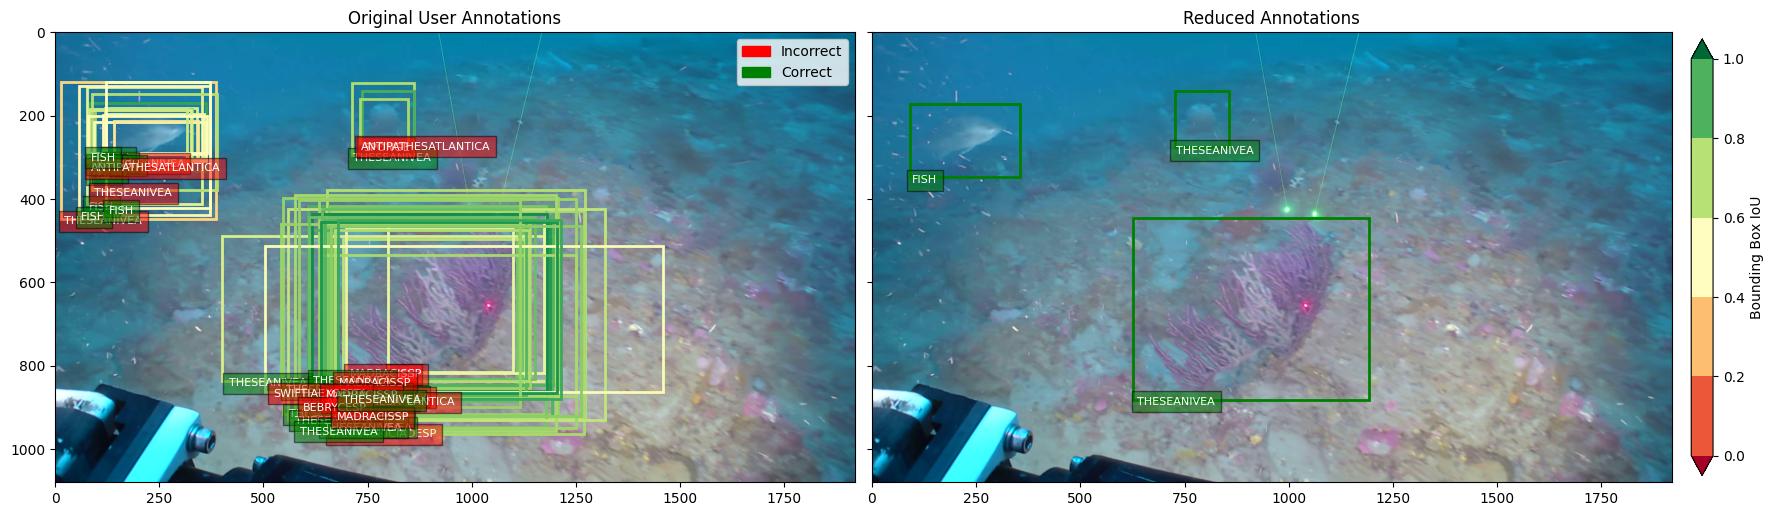 Original User Annotations
Reduced Annotations
Incorrect
Correct
FISH
ANTIPATHESATLANTICA
THESEANIVEA
FISH
FISH
ANTIPATHESATLANTICA
THESEANIVEA
THESEANIVEA
MADRACISSP
MADRACISSP
THESEANIVEA
MADRACISSP
THESEANIVEA
0
200
400
600
800
1000
0
250
500
750
1000
1250
1500
1750
FISH
THESEANIVEA
THESEANIVEA
0
250
500
750
1000
1250
1500
1750
1.0
0.8
0.6
0.4
0.2
0.0
Bounding Box IoU